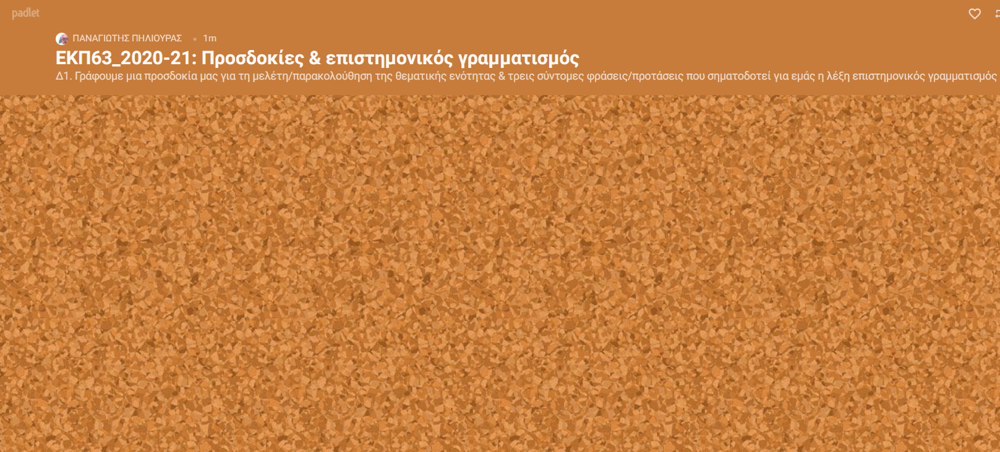 padlet
ΠΑΝΑΓΙΩΤΗΣ ΠΗΛΙΟΥΡΑΣ • 1m
ΕΚΠ63_2020-21: Προσδοκίες & επιστημονικός γραμματισμός
Δ1. Γράφουμε μια προσδοκία μας για τη μελέτη/παρακολούθηση της θεματικής ενότητας & τρεις σύντομες φράσεις/προτάσεις που σηματοδοτεί για εμάς η λέξη επιστημονικός γραμματισμός